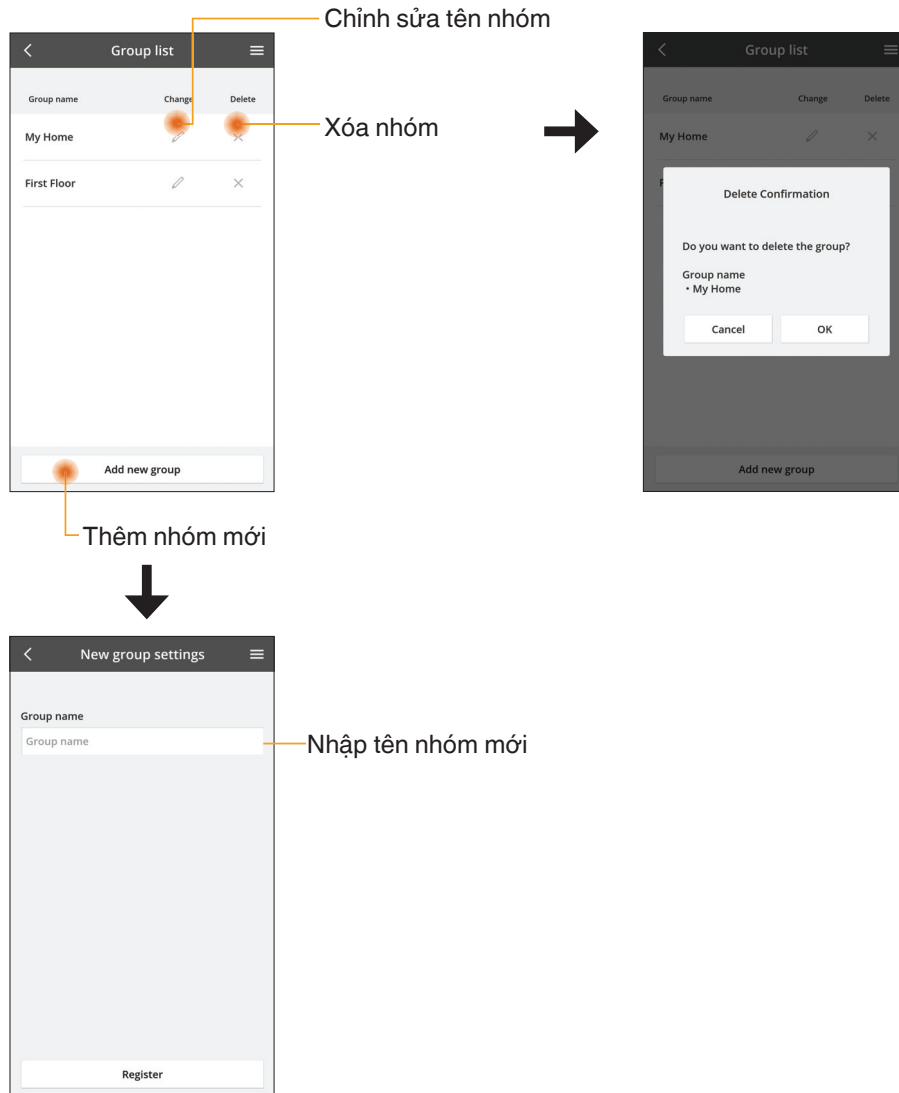 Chỉnh sửa tên nhóm
Group list
Group name Change Delete
My Home
First Floor
Add new group
Xóa nhóm
Group list
Group name Change Delete
My Home
F
Delete Confirmation
Do you want to delete the group?
Group name
• My Home
Cancel OK
Add new group
Thêm nhóm mới
New group settings
Group name
Group name
Nhập tên nhóm mới
Register